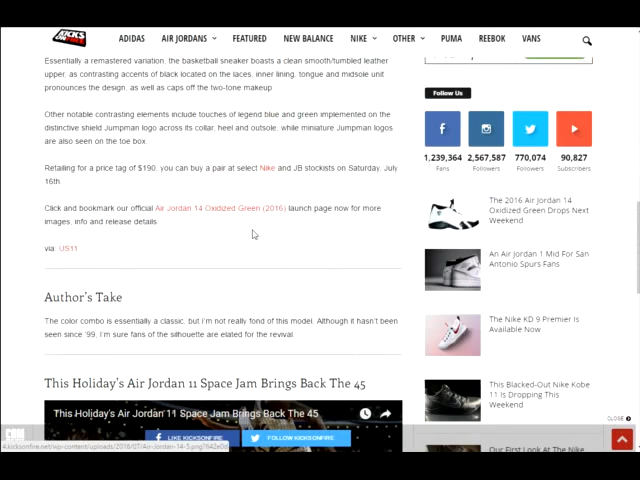 KICKS
ON FIRE
ADIDAS
AIR JORDANS
FEATURED
NEW BALANCE
NIKE
OTHER
PUMA
REEBOK
VANS
Essentially a remastered variation, the basketball sneaker boasts a clean smooth/tumbled leather
upper, as contrasting accents of black located on the laces, inner lining, tongue and midsole unit
pronounces the design, as well as caps off the two-tone makeup
Other notable contrasting elements include touches of legend blue and green implemented on the
distinctive shield Jumpman logo across its collar, heel and outsole, while miniature Jumpman logos
are also seen on the toe box.
Retailing for a price tag of $190, you can buy a pair at select Nike and JB stockists on Saturday, July
16th
Click and bookmark our official Air Jordan 14 Oxidized Green (2016) launch page now for more
images, info and release details
via: US11
Author's Take
The color combo is essentially a classic, but i'm not really fond of this model. Although it hasn't been
seen since '99, I'm sure fans of the silhouette are elated for the revival.
This Holiday's Air Jordan 11 Space Jam Brings Back The 45
This Holiday's Air Jordan 11 Space Jam Brings Back The 45
LIKE KICKSONFIRE
FOLLOW KICKSONFIRE
Follow Us
1,239,364
Fans
2,567,587
Followers
770,074
Followers
90,827
Subscribers
The 2016 Air Jordan 14
Oxidized Green Drops Next
Weekend
An Air Jordan 1 Mid For San
Antonio Spurs Fans
The Nike KD 9 Premier Is
Available Now
This Blacked-Out Nike Kobe
11 Is Dropping This
Weekend
CLOSE
Our First Look At The Nike